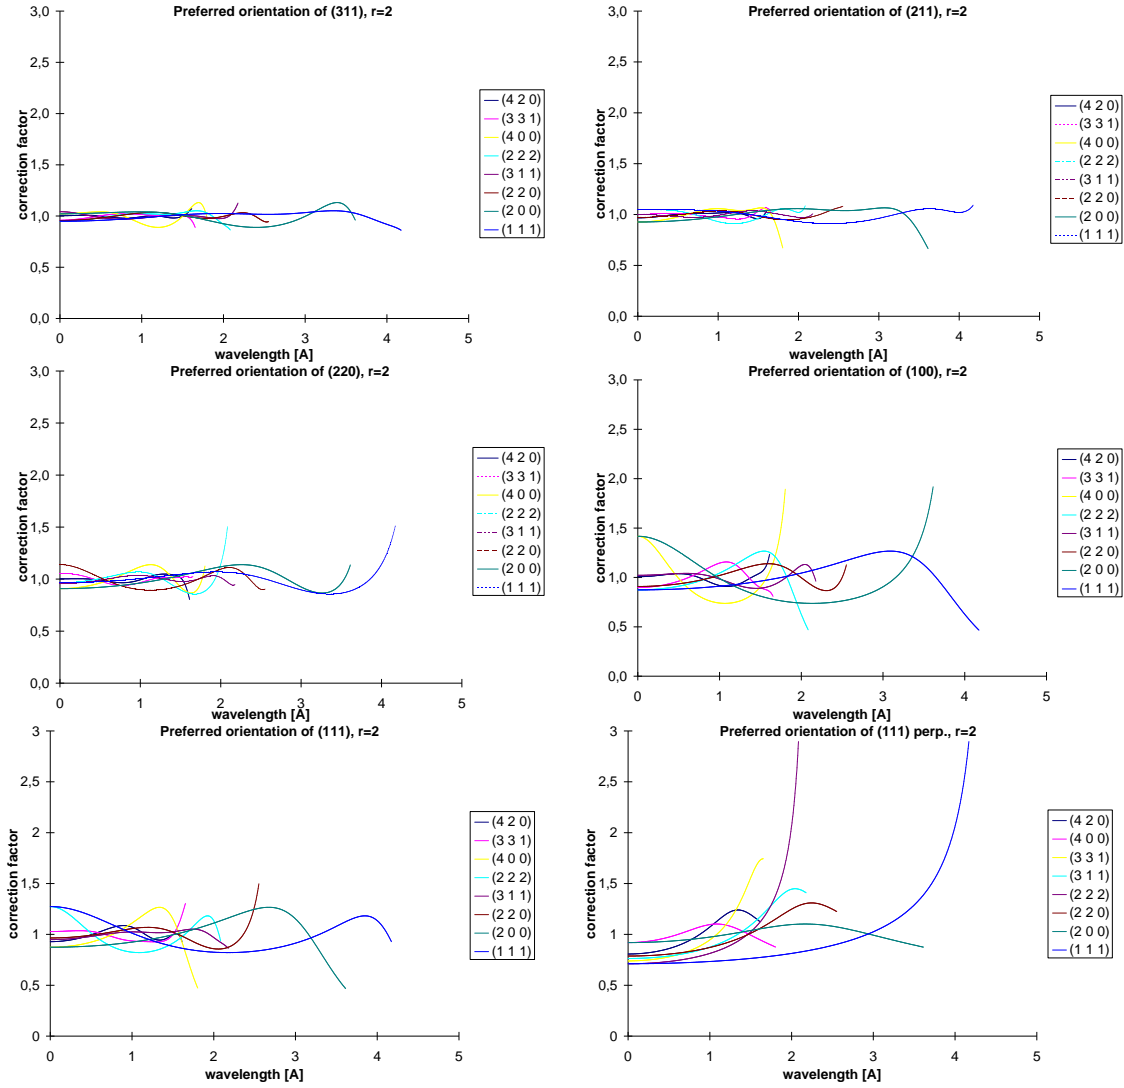 Preferred orientation of (311), r=2
3,0
2,5
2,0
1,5
1,0
0,5
0,0
correction factor
0 1 2 3 4 5
wavelength [A]
(4 2 0)
(3 3 1)
(4 0 0)
(2 2 2)
(3 1 1)
(2 2 0)
(2 0 0)
(1 1 1)
Preferred orientation of (211), r=2
3,0
2,5
2,0
1,5
1,0
0,5
0,0
correction factor
0 1 2 3 4 5
wavelength [A]
(4 2 0)
(3 3 1)
(4 0 0)
(2 2 2)
(3 1 1)
(2 2 0)
(2 0 0)
(1 1 1)
Preferred orientation of (220), r=2
3,0
2,5
2,0
1,5
1,0
0,5
0,0
correction factor
0 1 2 3 4 5
wavelength [A]
(4 2 0)
(3 3 1)
(4 0 0)
(2 2 2)
(3 1 1)
(2 2 0)
(2 0 0)
(1 1 1)
Preferred orientation of (100), r=2
3,0
2,5
2,0
1,5
1,0
0,5
0,0
correction factor
0 1 2 3 4 5
wavelength [A]
(4 2 0)
(3 3 1)
(4 0 0)
(2 2 2)
(3 1 1)
(2 2 0)
(2 0 0)
(1 1 1)
Preferred orientation of (111), r=2
3
2,5
2
1,5
1
0,5
0
correction factor
0 1 2 3 4 5
wavelength [A]
(4 2 0)
(3 3 1)
(4 0 0)
(2 2 2)
(3 1 1)
(2 2 0)
(2 0 0)
(1 1 1)
Preferred orientation of (111) perp., r=2
3
2,5
2
1,5
1
0,5
0
correction factor
0 1 2 3 4 5
wavelength [A]
(4 2 0)
(4 0 0)
(3 3 1)
(3 1 1)
(2 2 2)
(2 2 0)
(2 0 0)
(1 1 1)